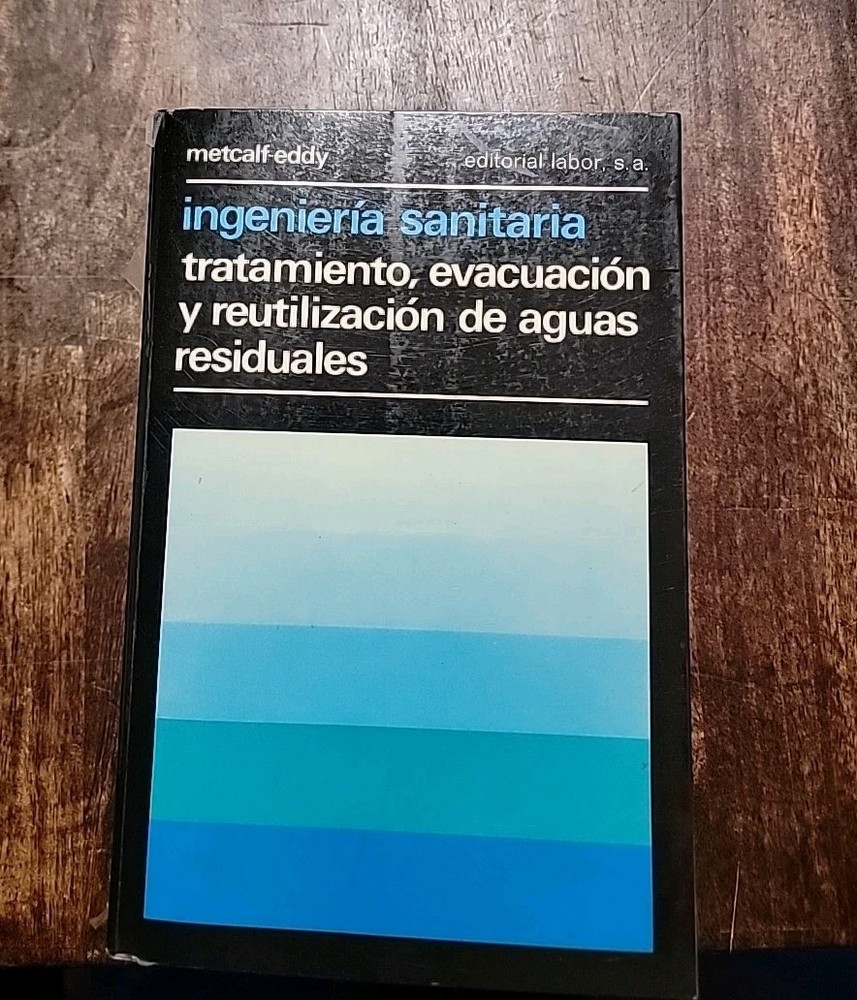 metcalf-eddy editorial labor, s.a.
ingeniería sanitaria
tratamiento, evacuación
y reutilización de aguas
residuales